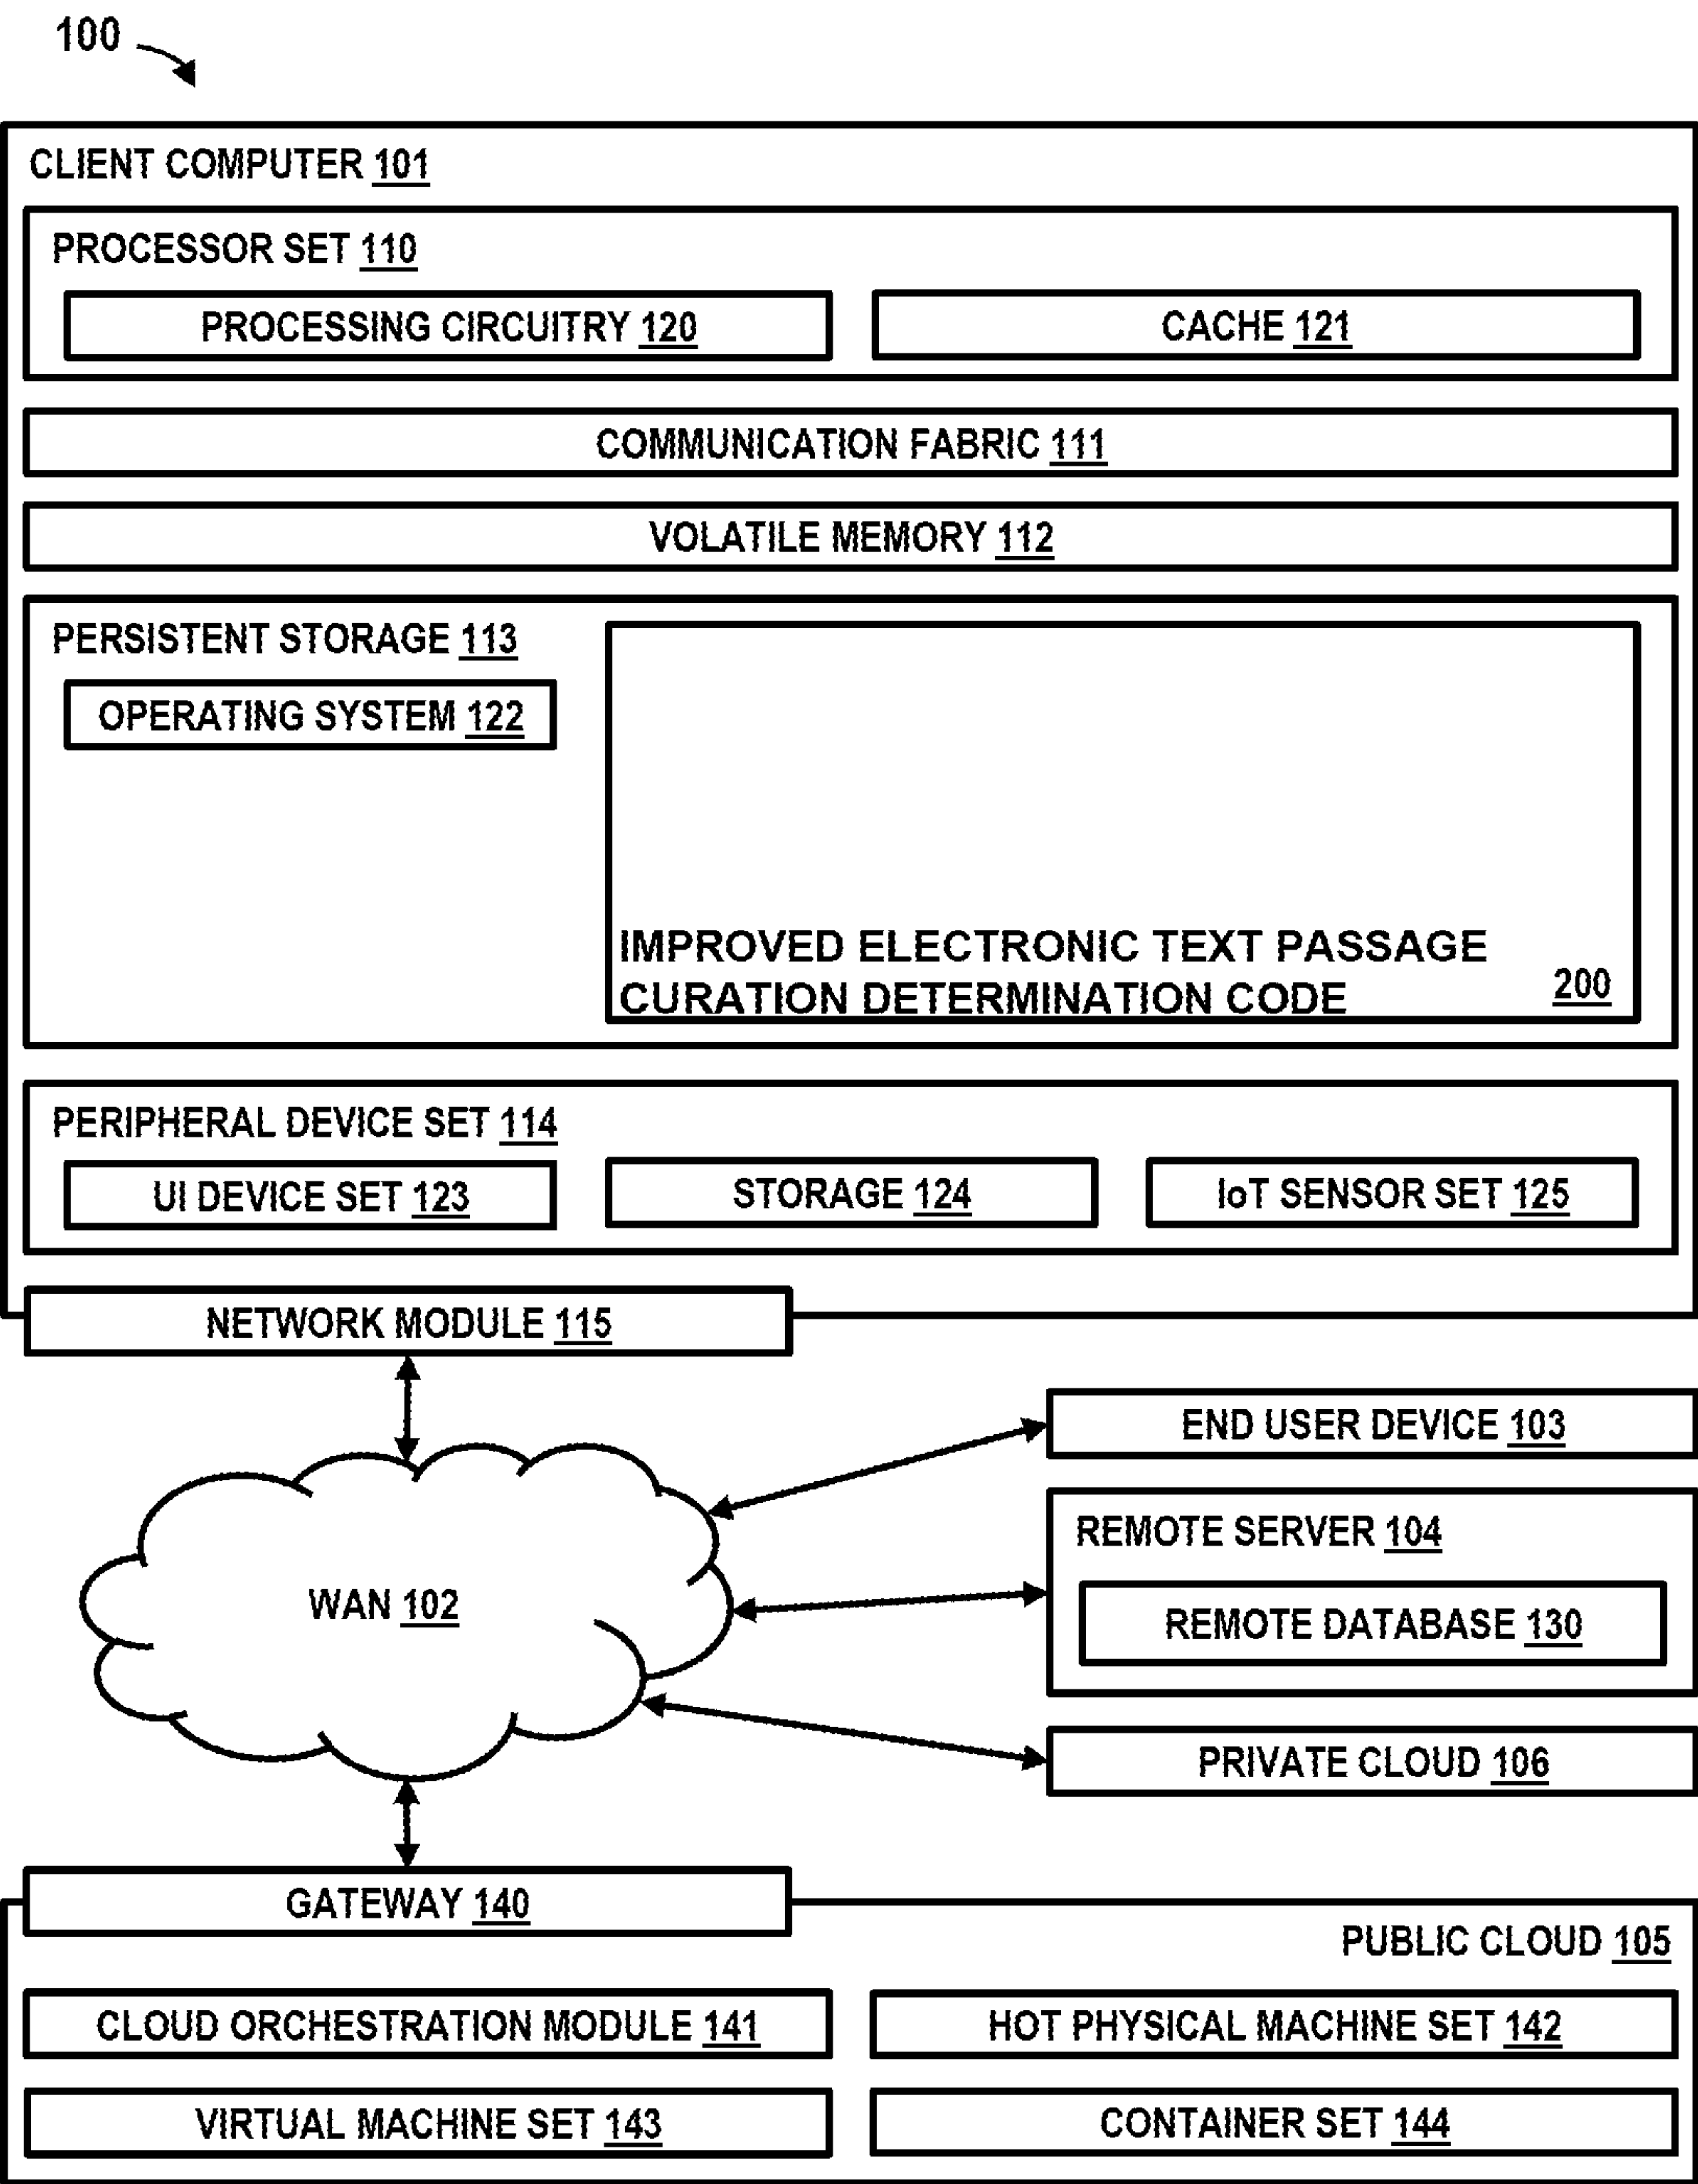 100
CLIENT COMPUTER 101
PROCESSOR SET 110
PROCESSING CIRCUITRY 120
CACHE 121
COMMUNICATION FABRIC 111
VOLATILE MEMORY 112
PERSISTENT STORAGE 113
OPERATING SYSTEM 122
IMPROVED ELECTRONIC TEXT PASSAGE
CURATION DETERMINATION CODE 200
PERIPHERAL DEVICE SET 114
UI DEVICE SET 123
STORAGE 124
IoT SENSOR SET 125
NETWORK MODULE 115
END USER DEVICE 103
REMOTE SERVER 104
WAN 102
REMOTE DATABASE 130
PRIVATE CLOUD 106
GATEWAY 140
PUBLIC CLOUD 105
CLOUD ORCHESTRATION MODULE 141
HOT PHYSICAL MACHINE SET 142
VIRTUAL MACHINE SET 143
CONTAINER SET 144